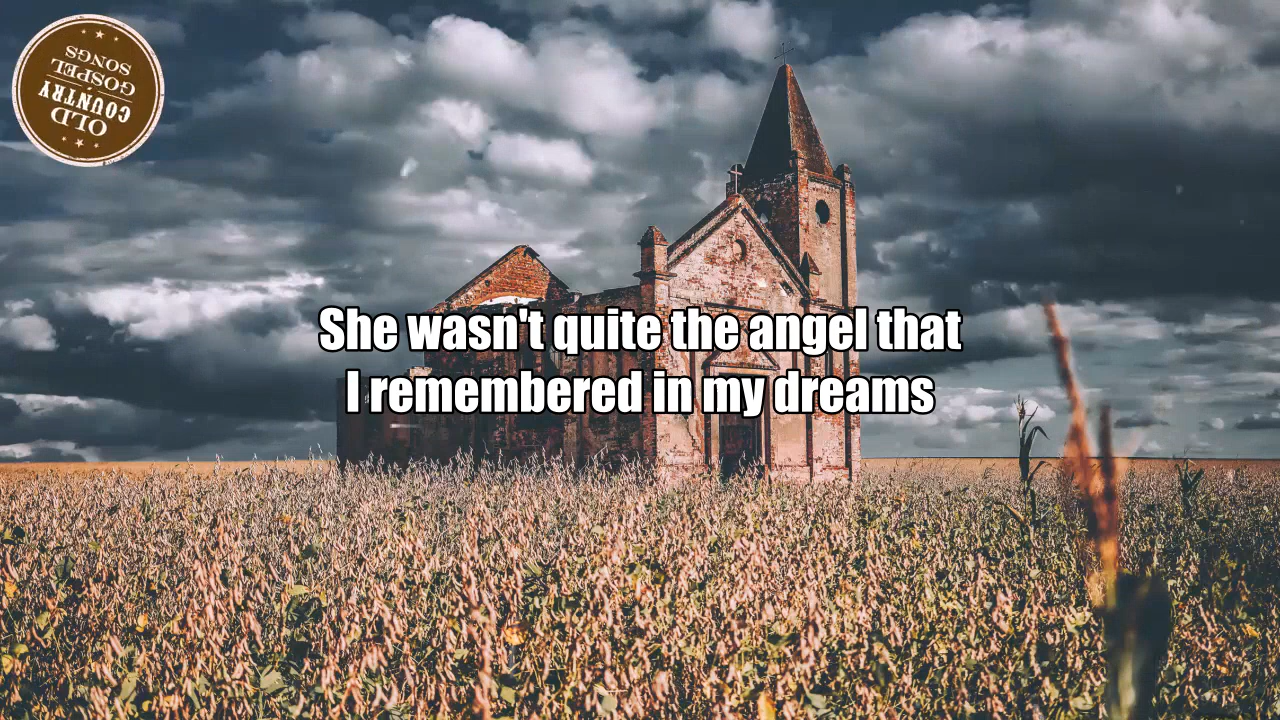 OLD
COUNTRY
GOSPEL
SONGS
She wasn't quite the angel that
I remembered in my dreams